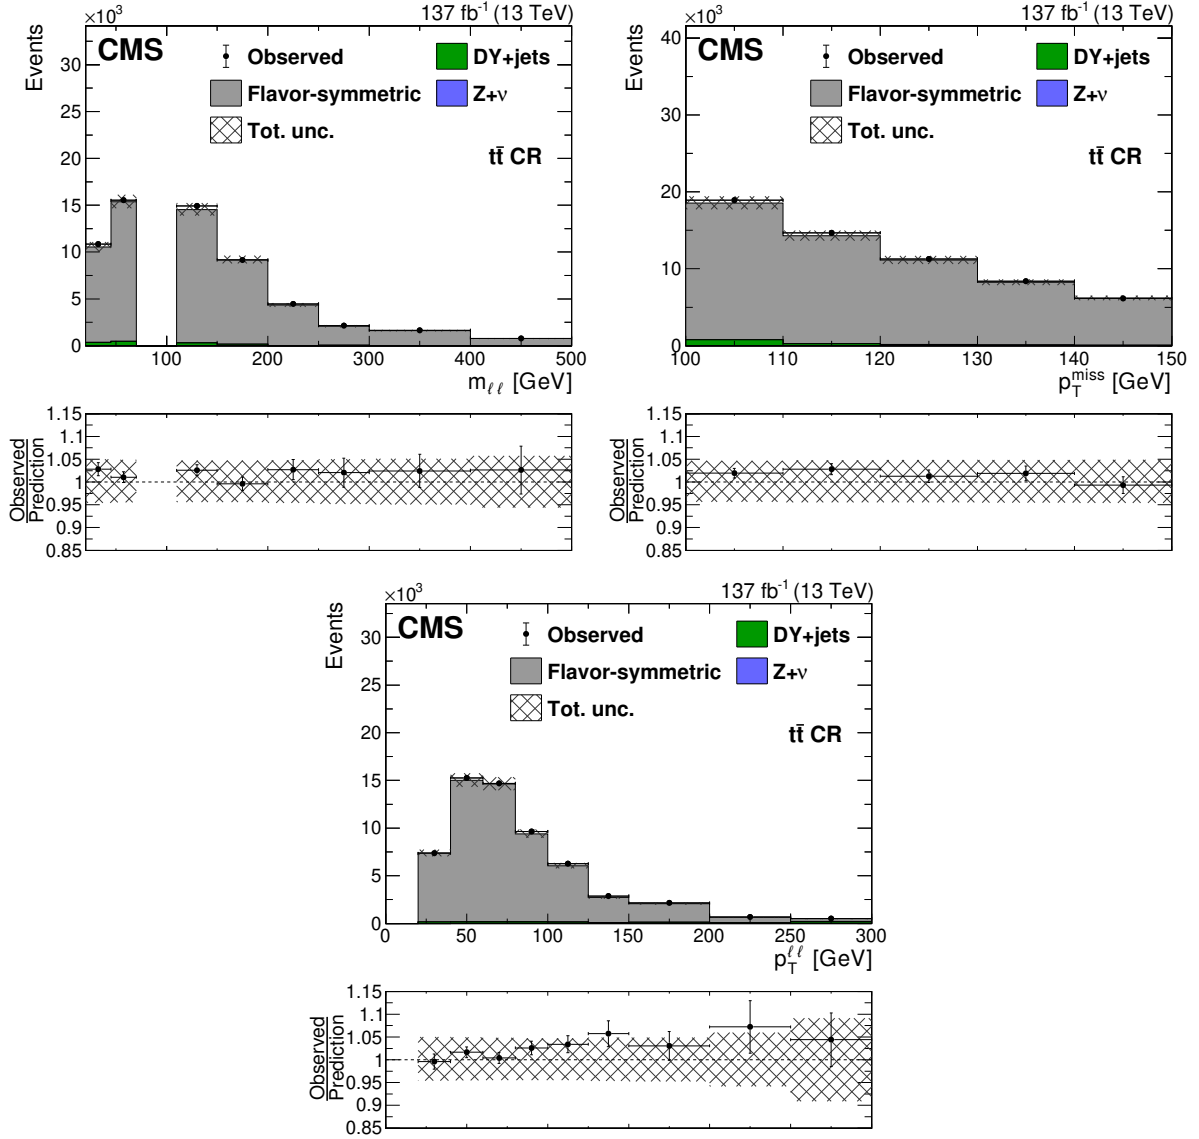 ×10³ 137 fb⁻¹ (13 TeV)
CMS
Events
Observed DY+jets
Flavor-symmetric Z+ν
Tot. unc.
tt̄ CR
30
25
20
15
10
5
0
100 200 300 400 500
m_ℓℓ [GeV]
Observed
Prediction
1.15
1.1
1.05
1
0.95
0.9
0.85
×10³ 137 fb⁻¹ (13 TeV)
CMS
Events
Observed DY+jets
Flavor-symmetric Z+ν
Tot. unc.
tt̄ CR
40
30
20
10
0
100 110 120 130 140 150
p_T^miss [GeV]
Observed
Prediction
1.15
1.1
1.05
1
0.95
0.9
0.85
×10³ 137 fb⁻¹ (13 TeV)
CMS
Events
Observed DY+jets
Flavor-symmetric Z+ν
Tot. unc.
tt̄ CR
30
25
20
15
10
5
0
0 50 100 150 200 250 300
p_T^ℓℓ [GeV]
Observed
Prediction
1.15
1.1
1.05
1
0.95
0.9
0.85